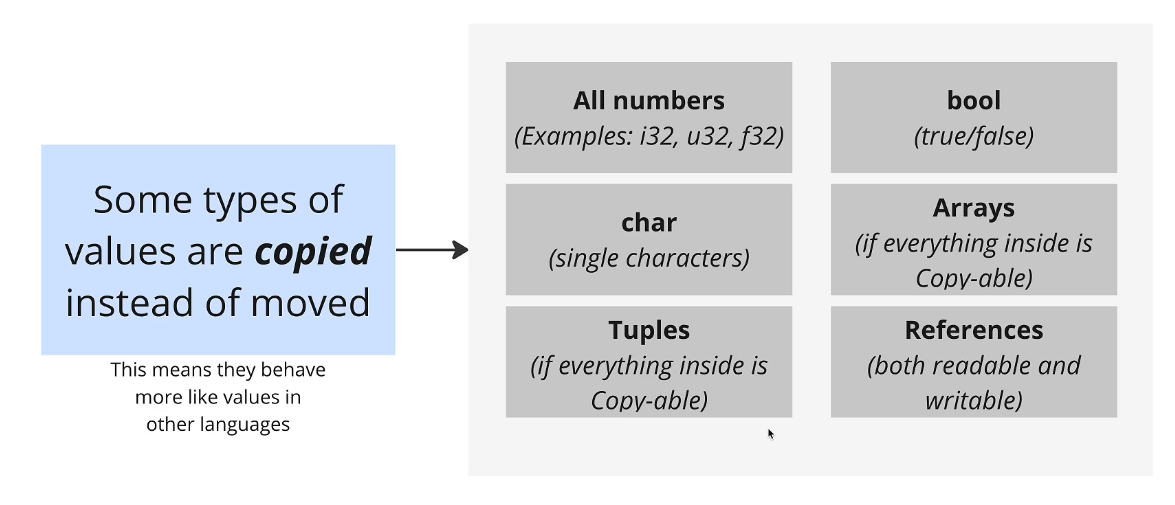 Some types of
values are copied
instead of moved
This means they behave
more like values in
other languages
All numbers
(Examples: i32, u32, f32)
bool
(true/false)
char
(single characters)
Arrays
(if everything inside is
Copy-able)
Tuples
(if everything inside is
Copy-able)
References
(both readable and
writable)